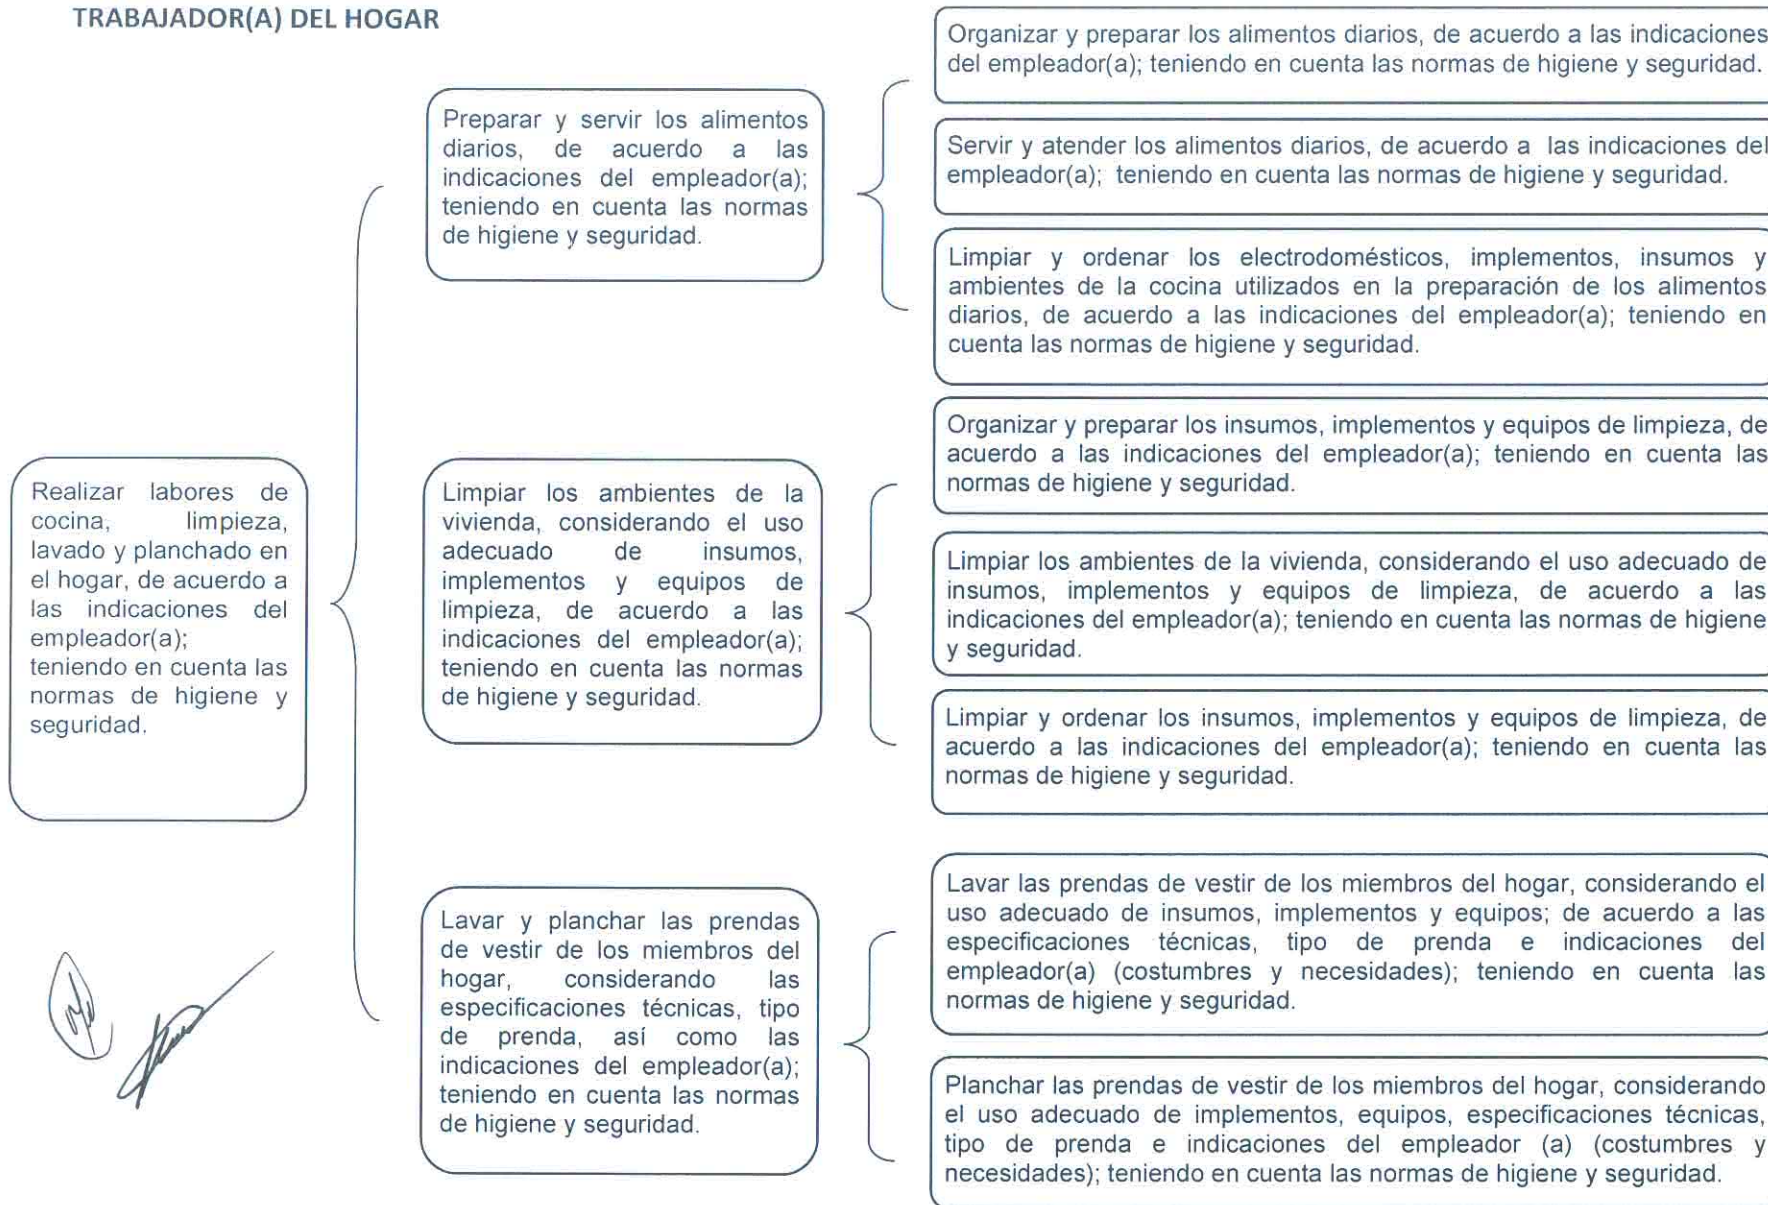 TRABAJADOR(A) DEL HOGAR
Realizar labores de
cocina, limpieza,
lavado y planchado en
el hogar, de acuerdo a
las indicaciones del
empleador(a);
teniendo en cuenta las
normas de higiene y
seguridad.
Preparar y servir los alimentos
diarios, de acuerdo a las
indicaciones del empleador(a);
teniendo en cuenta las normas
de higiene y seguridad.
Organizar y preparar los alimentos diarios, de acuerdo a las indicaciones
del empleador(a); teniendo en cuenta las normas de higiene y seguridad.
Servir y atender los alimentos diarios, de acuerdo a las indicaciones del
empleador(a); teniendo en cuenta las normas de higiene y seguridad.
Limpiar y ordenar los electrodomésticos, implementos, insumos y
ambientes de la cocina utilizados en la preparación de los alimentos
diarios, de acuerdo a las indicaciones del empleador(a); teniendo en
cuenta las normas de higiene y seguridad.
Limpiar los ambientes de la
vivienda, considerando el uso
adecuado de insumos,
implementos y equipos de
limpieza, de acuerdo a las
indicaciones del empleador(a);
teniendo en cuenta las normas
de higiene y seguridad.
Organizar y preparar los insumos, implementos y equipos de limpieza, de
acuerdo a las indicaciones del empleador(a); teniendo en cuenta las
normas de higiene y seguridad.
Limpiar los ambientes de la vivienda, considerando el uso adecuado de
insumos, implementos y equipos de limpieza, de acuerdo a las
indicaciones del empleador(a); teniendo en cuenta las normas de higiene
y seguridad.
Limpiar y ordenar los insumos, implementos y equipos de limpieza, de
acuerdo a las indicaciones del empleador(a); teniendo en cuenta las
normas de higiene y seguridad.
Lavar y planchar las prendas
de vestir de los miembros del
hogar, considerando las
especificaciones técnicas, tipo
de prenda, así como las
indicaciones del empleador(a);
teniendo en cuenta las normas
de higiene y seguridad.
Lavar las prendas de vestir de los miembros del hogar, considerando el
uso adecuado de insumos, implementos y equipos; de acuerdo a las
especificaciones técnicas, tipo de prenda e indicaciones del
empleador(a) (costumbres y necesidades); teniendo en cuenta las
normas de higiene y seguridad.
Planchar las prendas de vestir de los miembros del hogar, considerando
el uso adecuado de implementos, equipos, especificaciones técnicas,
tipo de prenda e indicaciones del empleador (a) (costumbres y
necesidades); teniendo en cuenta las normas de higiene y seguridad.